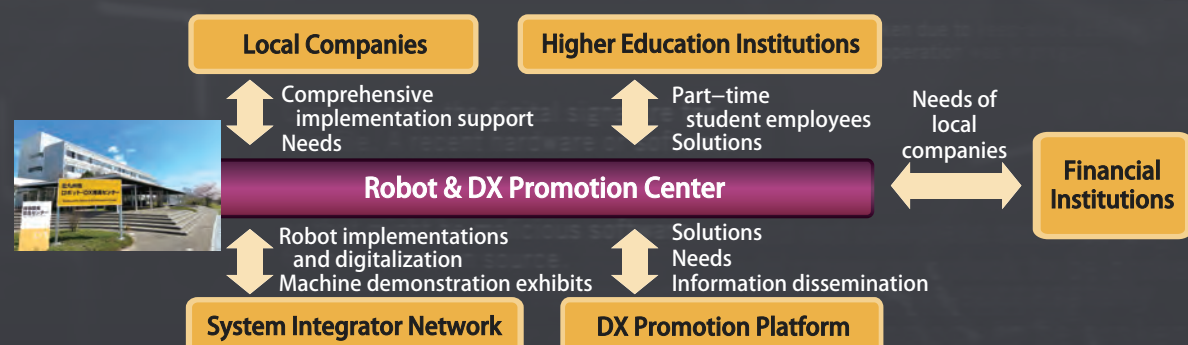 Local Companies
Higher Education Institutions
Comprehensive
implementation support
Needs
Part−time
student employees
Solutions
Needs of
local
companies
Robot & DX Promotion Center
Financial
Institutions
Robot implementations
and digitalization
Machine demonstration exhibits
Solutions
Needs
Information dissemination
System Integrator Network
DX Promotion Platform